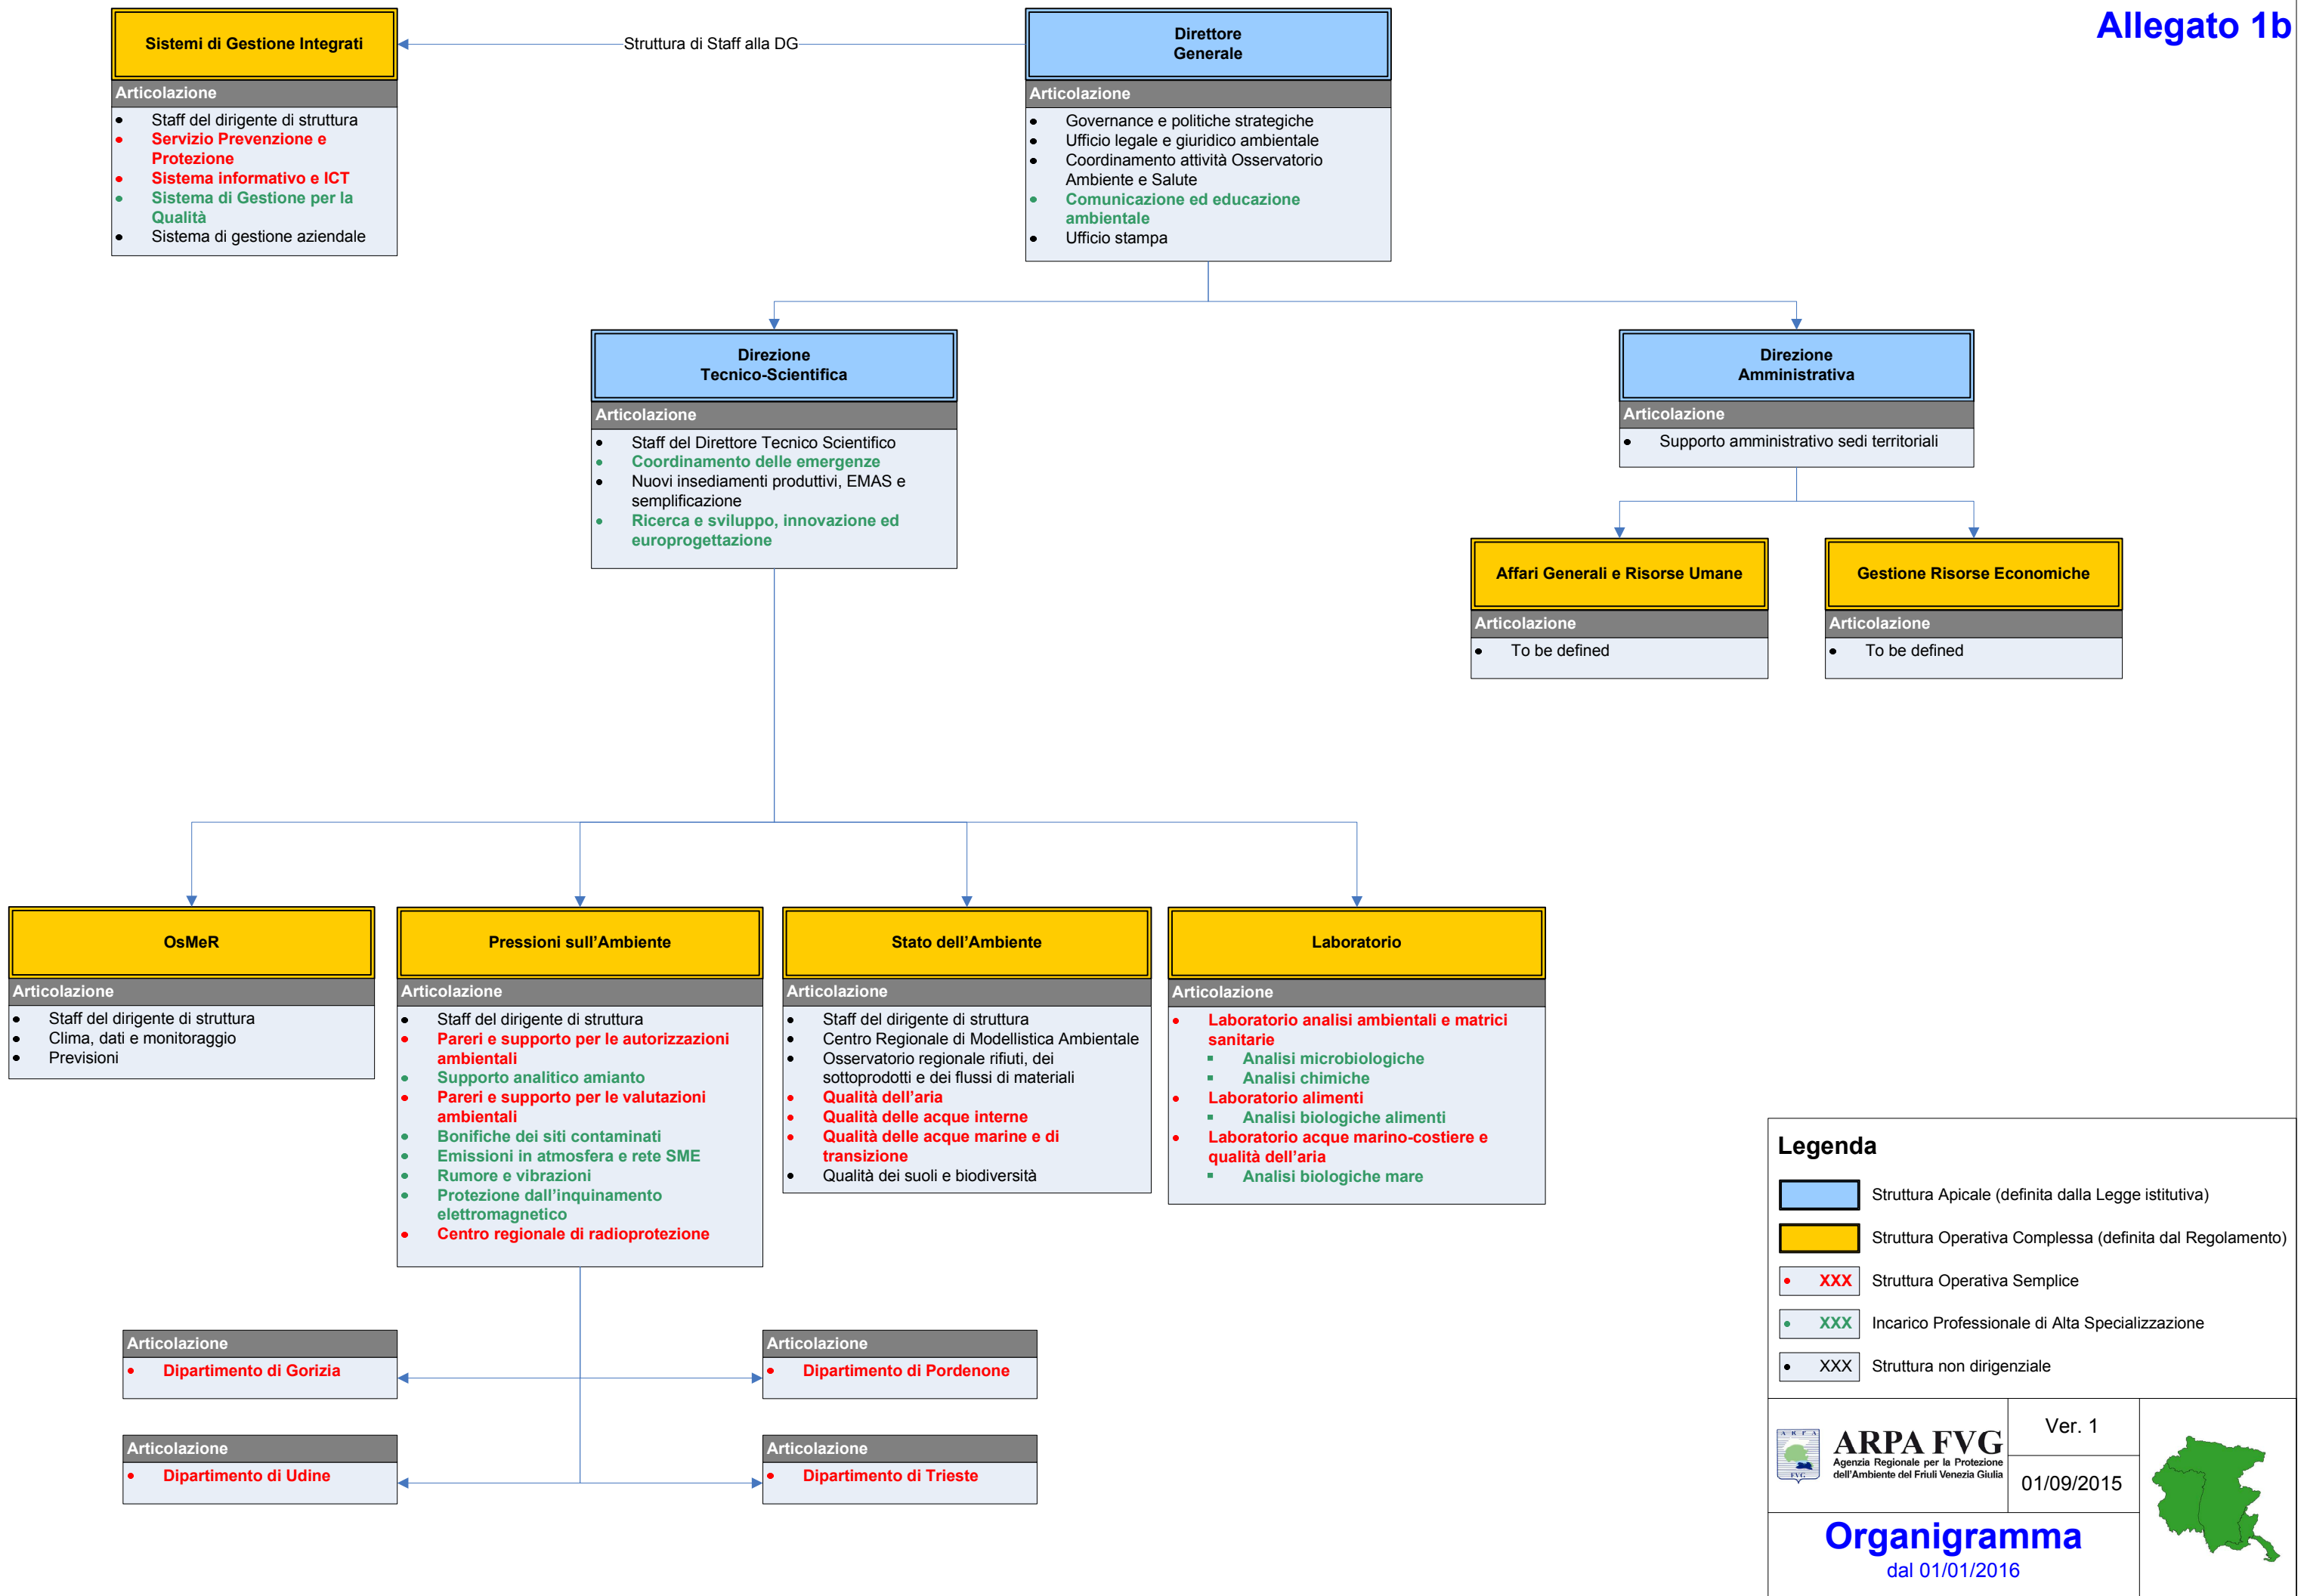 Allegato 1b
Sistemi di Gestione Integrati
Articolazione
• Staff del dirigente di struttura
• Servizio Prevenzione e
Protezione
• Sistema informativo e ICT
• Sistema di Gestione per la
Qualità
• Sistema di gestione aziendale
Struttura di Staff alla DG
Direttore
Generale
Articolazione
• Governance e politiche strategiche
• Ufficio legale e giuridico ambientale
• Coordinamento attività Osservatorio
Ambiente e Salute
• Comunicazione ed educazione
ambientale
• Ufficio stampa
Direzione
Tecnico-Scientifica
Articolazione
• Staff del Direttore Tecnico Scientifico
• Coordinamento delle emergenze
• Nuovi insediamenti produttivi, EMAS e
semplificazione
• Ricerca e sviluppo, innovazione ed
europrogettazione
Direzione
Amministrativa
Articolazione
• Supporto amministrativo sedi territoriali
Affari Generali e Risorse Umane
Articolazione
• To be defined
Gestione Risorse Economiche
Articolazione
• To be defined
OsMeR
Articolazione
• Staff del dirigente di struttura
• Clima, dati e monitoraggio
• Previsioni
Pressioni sull’Ambiente
Articolazione
• Staff del dirigente di struttura
• Pareri e supporto per le autorizzazioni
ambientali
• Supporto analitico amianto
• Pareri e supporto per le valutazioni
ambientali
• Bonifiche dei siti contaminati
• Emissioni in atmosfera e rete SME
• Rumore e vibrazioni
• Protezione dall’inquinamento
elettromagnetico
• Centro regionale di radioprotezione
Stato dell’Ambiente
Articolazione
• Staff del dirigente di struttura
• Centro Regionale di Modellistica Ambientale
• Osservatorio regionale rifiuti, dei
sottoprodotti e dei flussi di materiali
• Qualità dell’aria
• Qualità delle acque interne
• Qualità delle acque marine e di
transizione
• Qualità dei suoli e biodiversità
Laboratorio
Articolazione
• Laboratorio analisi ambientali e matrici
sanitarie
▪ Analisi microbiologiche
▪ Analisi chimiche
• Laboratorio alimenti
▪ Analisi biologiche alimenti
• Laboratorio acque marino-costiere e
qualità dell’aria
▪ Analisi biologiche mare
Articolazione
• Dipartimento di Gorizia
Articolazione
• Dipartimento di Pordenone
Articolazione
• Dipartimento di Udine
Articolazione
• Dipartimento di Trieste
Legenda
Struttura Apicale (definita dalla Legge istitutiva)
Struttura Operativa Complessa (definita dal Regolamento)
• XXX Struttura Operativa Semplice
• XXX Incarico Professionale di Alta Specializzazione
• XXX Struttura non dirigenziale
ARPA
FVG
ARPA FVG
Agenzia Regionale per la Protezione
dell’Ambiente del Friuli Venezia Giulia
Ver. 1
01/09/2015
Organigramma
dal 01/01/2016